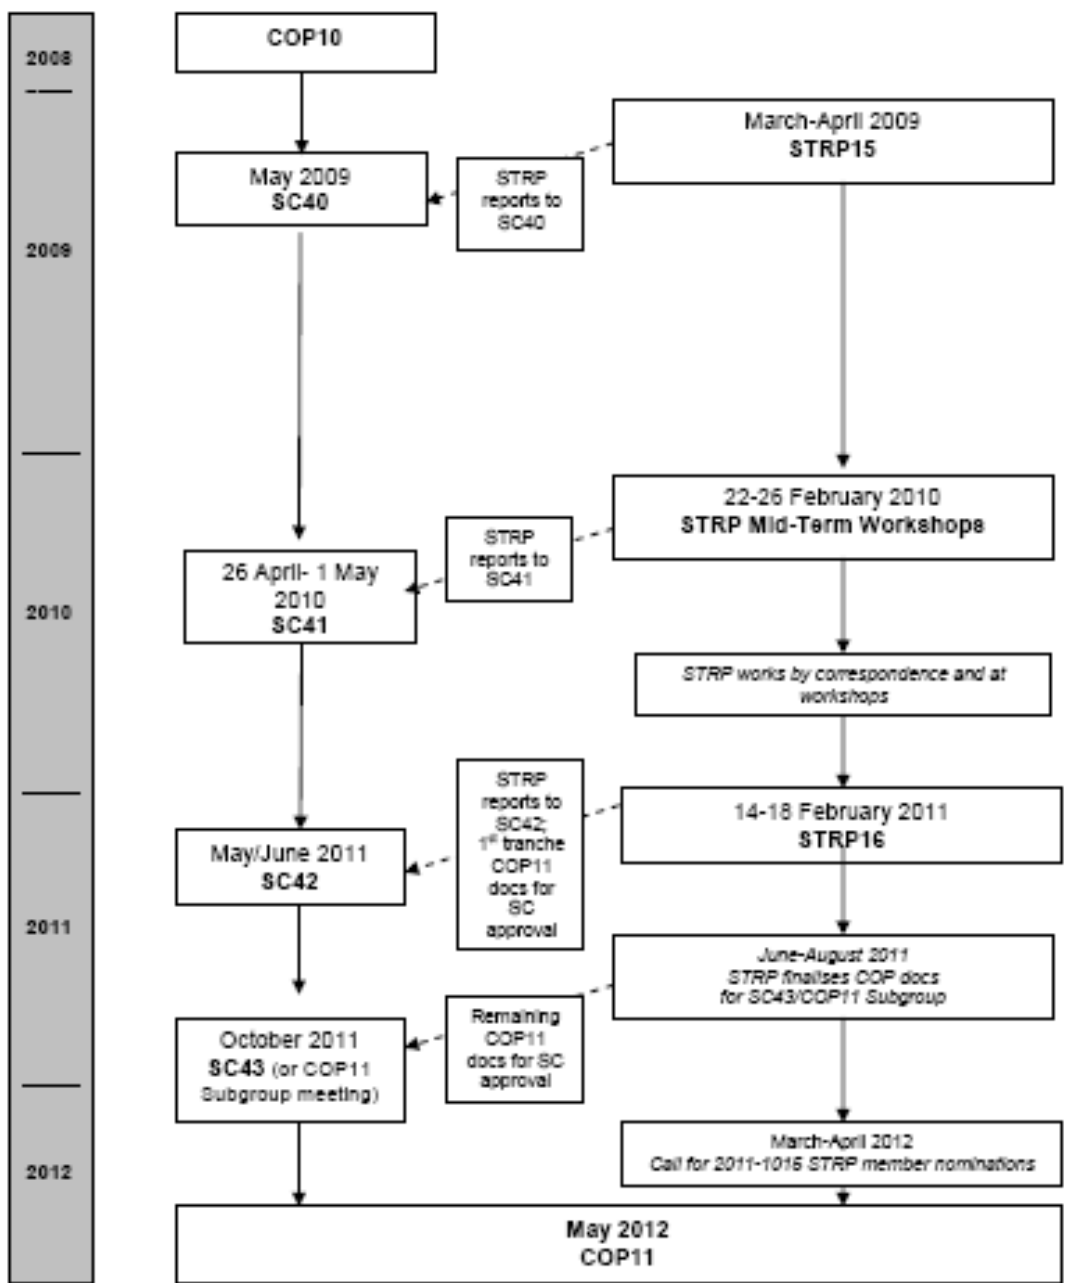 2008
COP10
March-April 2009
STRP15
May 2009
SC40
STRP
reports to
SC40
2009
22-26 February 2010
STRP Mid-Term Workshops
STRP
reports to
SC41
26 April- 1 May
2010
SC41
2010
STRP works by correspondence and at
workshops
STRP
reports to
SC42;
1st tranche
COP11
docs for
SC
approval
14-18 February 2011
STRP16
May/June 2011
SC42
2011
June-August 2011
STRP finalises COP docs
for SC43/COP11 Subgroup
Remaining
COP11
docs for SC
approval
October 2011
SC43 (or COP11
Subgroup meeting)
March-April 2012
Call for 2011-1015 STRP member nominations
2012
May 2012
COP11